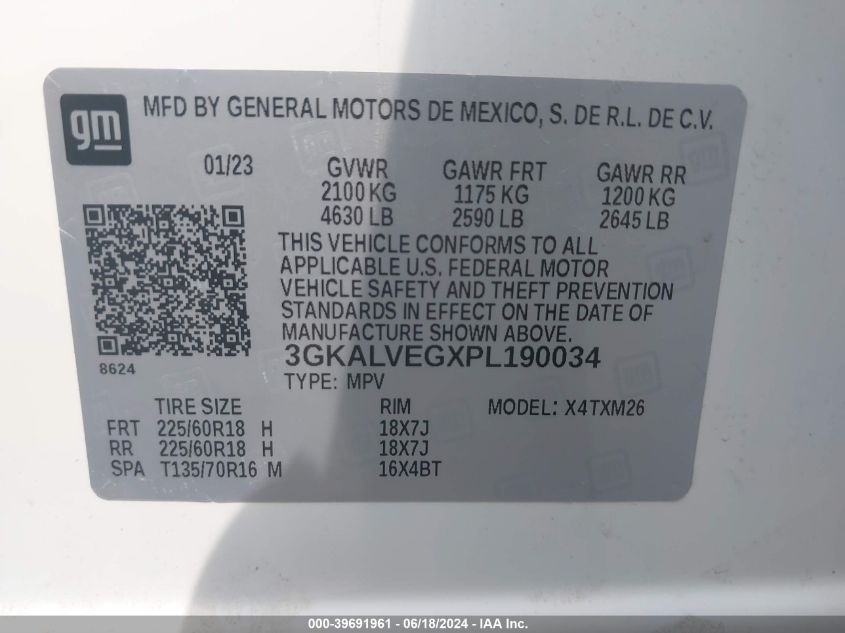 gm
MFD BY GENERAL MOTORS DE MEXICO, S. DE R.L. DE C.V.
01/23 GVWR GAWR FRT GAWR RR
2100 KG 1175 KG 1200 KG
4630 LB 2590 LB 2645 LB
THIS VEHICLE CONFORMS TO ALL
APPLICABLE U.S. FEDERAL MOTOR
VEHICLE SAFETY AND THEFT PREVENTION
STANDARDS IN EFFECT ON THE DATE OF
MANUFACTURE SHOWN ABOVE.
3GKALVEGXPL190034
8624
TYPE: MPV
TIRE SIZE RIM MODEL: X4TXM26
FRT 225/60R18 H 18X7J
RR 225/60R18 H 18X7J
SPA T135/70R16 M 16X4BT
000-39691961 - 06/18/2024 - IAA Inc.